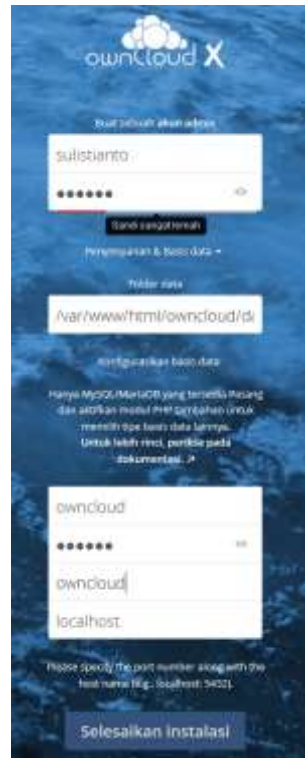 ownCloud X
Buat sebuah akun admin
sulistianto
●●●●●●
Sandi sangat lemah
Penyimpanan & Basis data
Folder data
/var/www/html/owncloud/d
Konfigurasikan basis data
Hanya MySQL/MariaDB yang tersedia Pasang
dan aktifkan modul PHP tambahan untuk
memilih tipe basis data lainnya.
Untuk lebih rinci, periksa pada
dokumentasi.
owncloud
●●●●●●
owncloud
localhost
Please specify the port number along with the
host name (e.g., localhost:5432).
Selesaikan instalasi